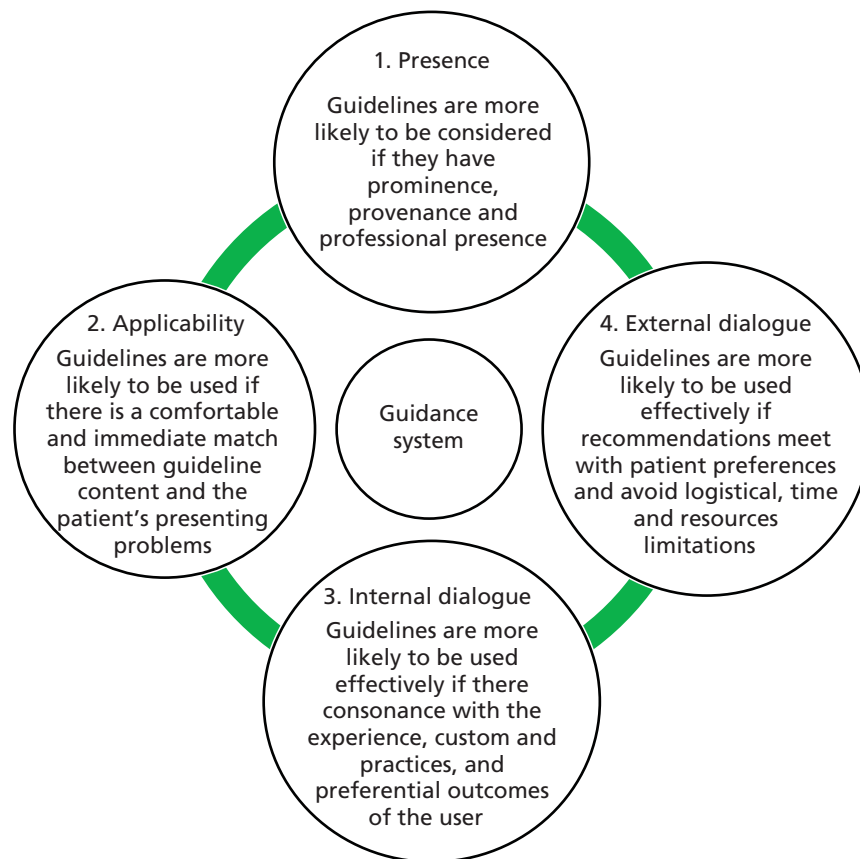 1. Presence
Guidelines are more
likely to be considered
if they have
prominence,
provenance and
professional presence
2. Applicability
Guidelines are more
likely to be used if
there is a comfortable
and immediate match
between guideline
content and the
patient’s presenting
problems
Guidance
system
4. External dialogue
Guidelines are more
likely to be used
effectively if
recommendations meet
with patient preferences
and avoid logistical, time
and resources
limitations
3. Internal dialogue
Guidelines are more
likely to be used
effectively if there
consonance with the
experience, custom and
practices, and
preferential outcomes
of the user